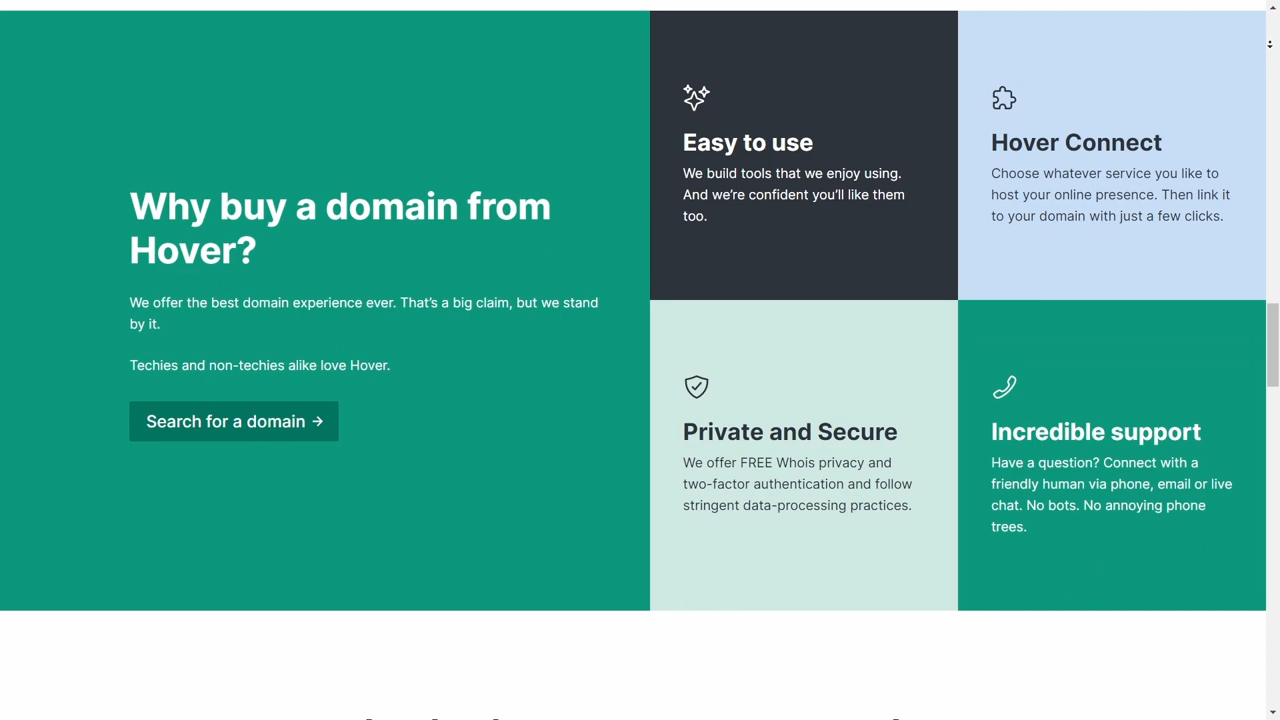 Why buy a domain from
Hover?
We offer the best domain experience ever. That's a big claim, but we stand
by it.
Techies and non-techies alike love Hover.
Search for a domain →
Easy to use
We build tools that we enjoy using.
And we're confident you'll like them
too.
Hover Connect
Choose whatever service you like to
host your online presence. Then link it
to your domain with just a few clicks.
Private and Secure
We offer FREE Whois privacy and
two-factor authentication and follow
stringent data-processing practices.
Incredible support
Have a question? Connect with a
friendly human via phone, email or live
chat. No bots. No annoying phone
trees.